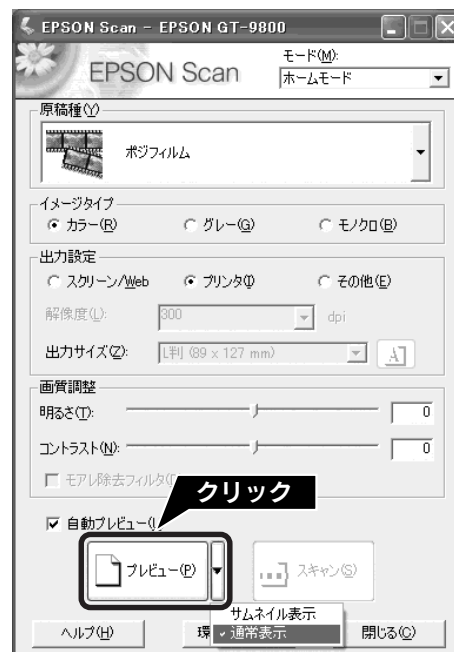 EPSON Scan - EPSON GT-9800
EPSON Scan
モード(M):
ホームモード
原稿種(Y)
ポジフィルム
イメージタイプ
カラー(R) グレー(G) モノクロ(B)
出力設定
スクリーン/Web プリンタ(I) その他(E)
解像度(L): 300 dpi
出力サイズ(Z): L判 (89 x 127 mm)
画質調整
明るさ(T): 0
コントラスト(N): 0
モアレ除去フィルタ
クリック
自動プレビュー
プレビュー(P) スキャン(S)
サムネイル表示
通常表示
ヘルプ(H) 環 閉じる(C)